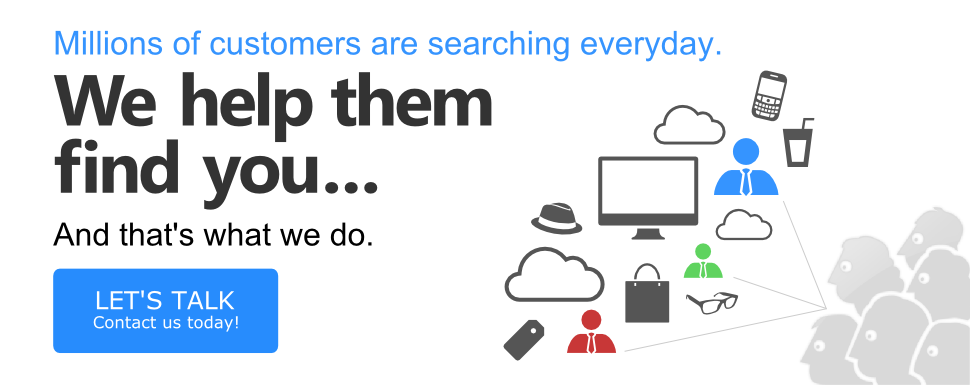 Millions of customers are searching everyday.
We help them
find you...
And that's what we do.
LET'S TALK
Contact us today!